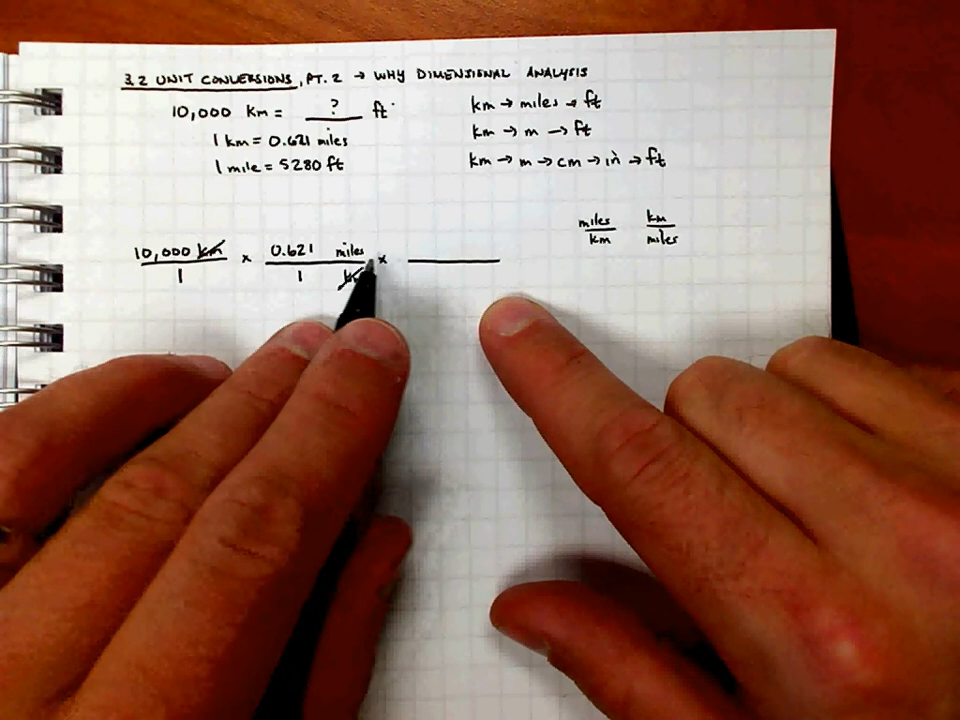 3.2 UNIT CONVERSIONS, PT. 2 → WHY DIMENSIONAL ANALYSIS
10,000 km = ? ft
1 km = 0.621 miles
1 mile = 5280 ft
km → miles → ft
km → m → ft
km → m → cm → in → ft
miles km
km miles
10,000 km × 0.621 miles ×
1 1 km